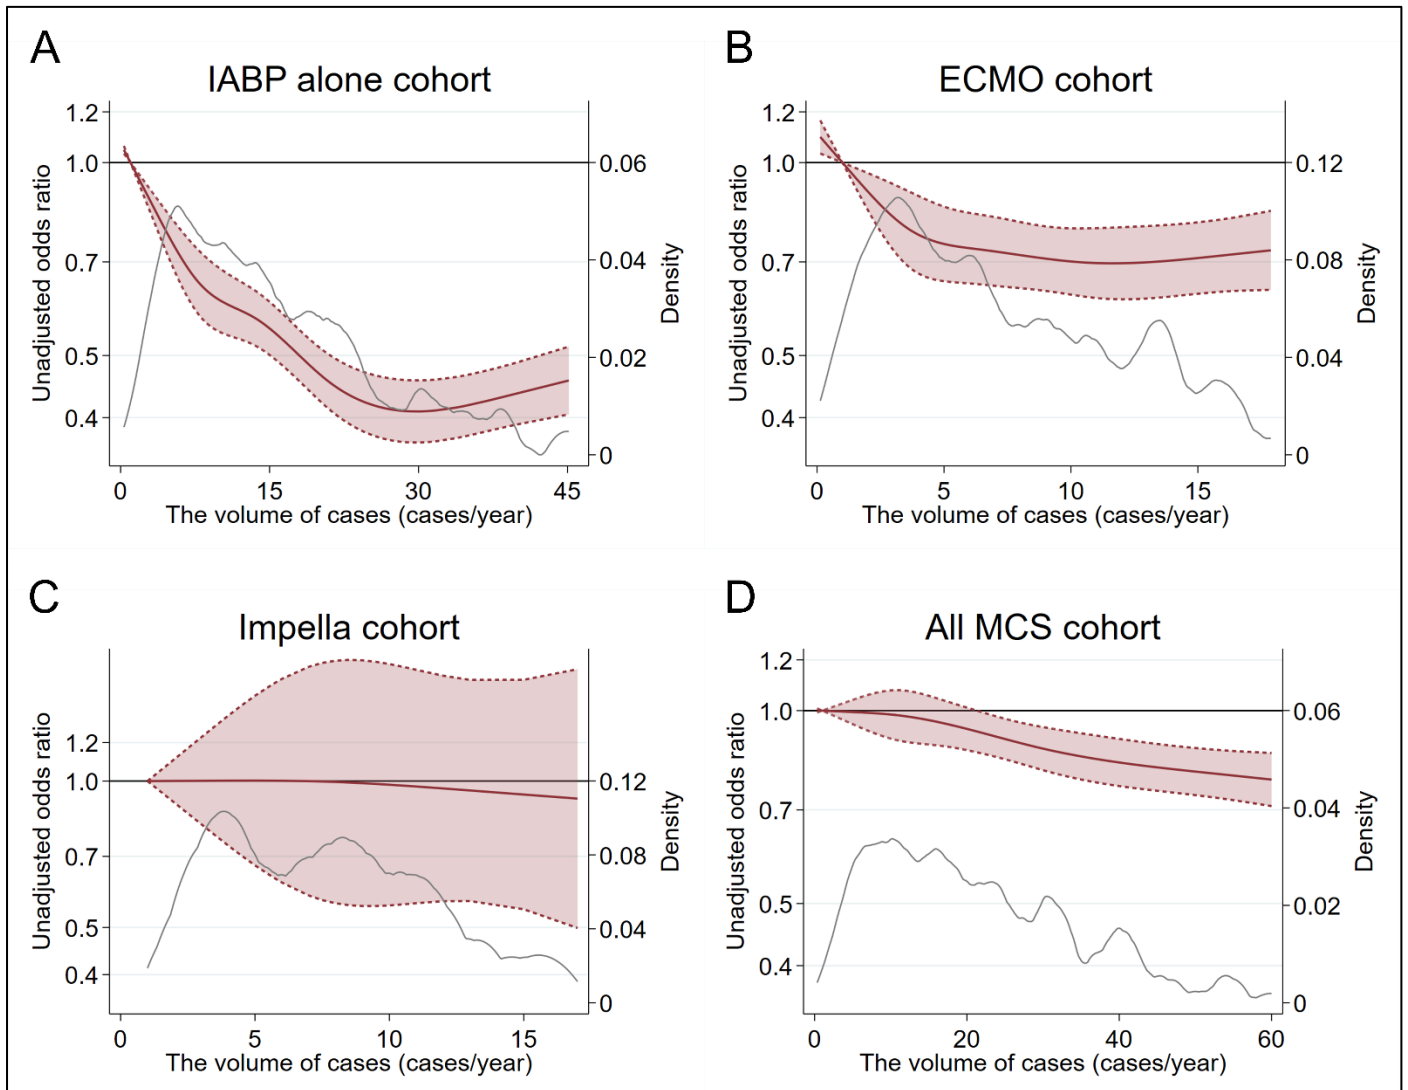 A
IABP alone cohort
1.2
1.0
0.7
0.5
0.4
Unadjusted odds ratio
0.06
0.04
0.02
0
Density
0 15 30 45
The volume of cases (cases/year)
B
ECMO cohort
1.2
1.0
0.7
0.5
0.4
Unadjusted odds ratio
0.12
0.08
0.04
0
Density
0 5 10 15
The volume of cases (cases/year)
C
Impella cohort
1.2
1.0
0.7
0.5
0.4
Unadjusted odds ratio
0.12
0.08
0.04
0
Density
0 5 10 15
The volume of cases (cases/year)
D
All MCS cohort
1.2
1.0
0.7
0.5
0.4
Unadjusted odds ratio
0.06
0.04
0.02
0
Density
0 20 40 60
The volume of cases (cases/year)